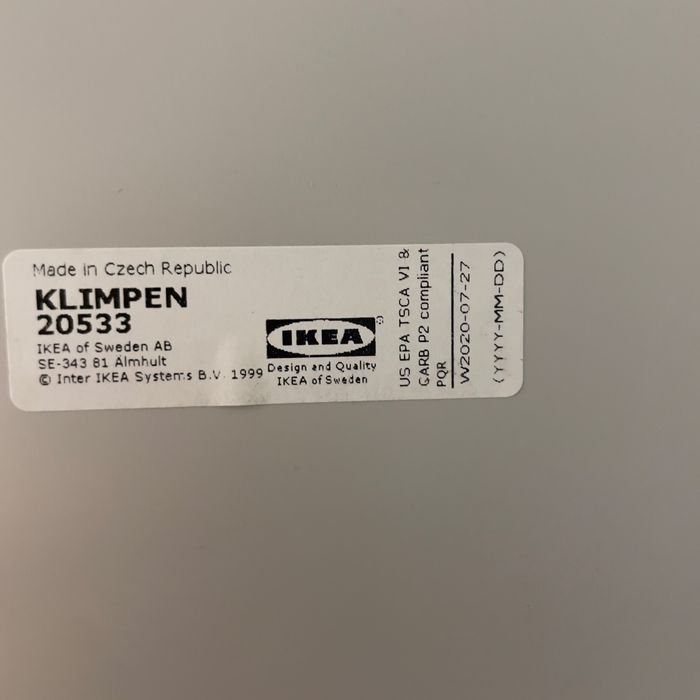 Made in Czech Republic
KLIMPEN
20533
IKEA of Sweden AB
SE-343 81 Älmhult
© Inter IKEA Systems B.V. 1999
IKEA®
Design and Quality
IKEA of Sweden
US EPA TSCA VI &
CARB P2 compliant
PQR
W2020-07-27
(YYYY-MM-DD)